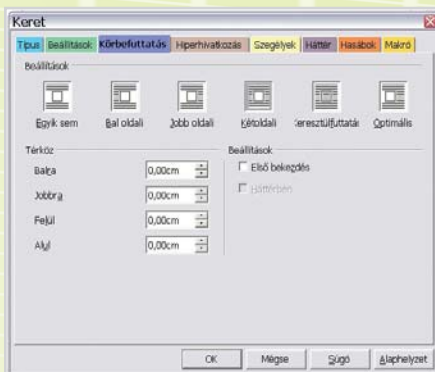 Keret
Típus Beállítások Körbefuttatás Hiperhivatkozás Szegélyek Háttér Hasábok Makró
Beállítások
Egyik sem Bal oldali Jobb oldali Kétoldali Keresztülfuttatás Optimális
Térköz Beállítások
Balra 0,00cm Első bekezdés
Jobbra 0,00cm Háttérben
Felül 0,00cm
Alul 0,00cm
OK Mégse Súgó Alaphelyzet